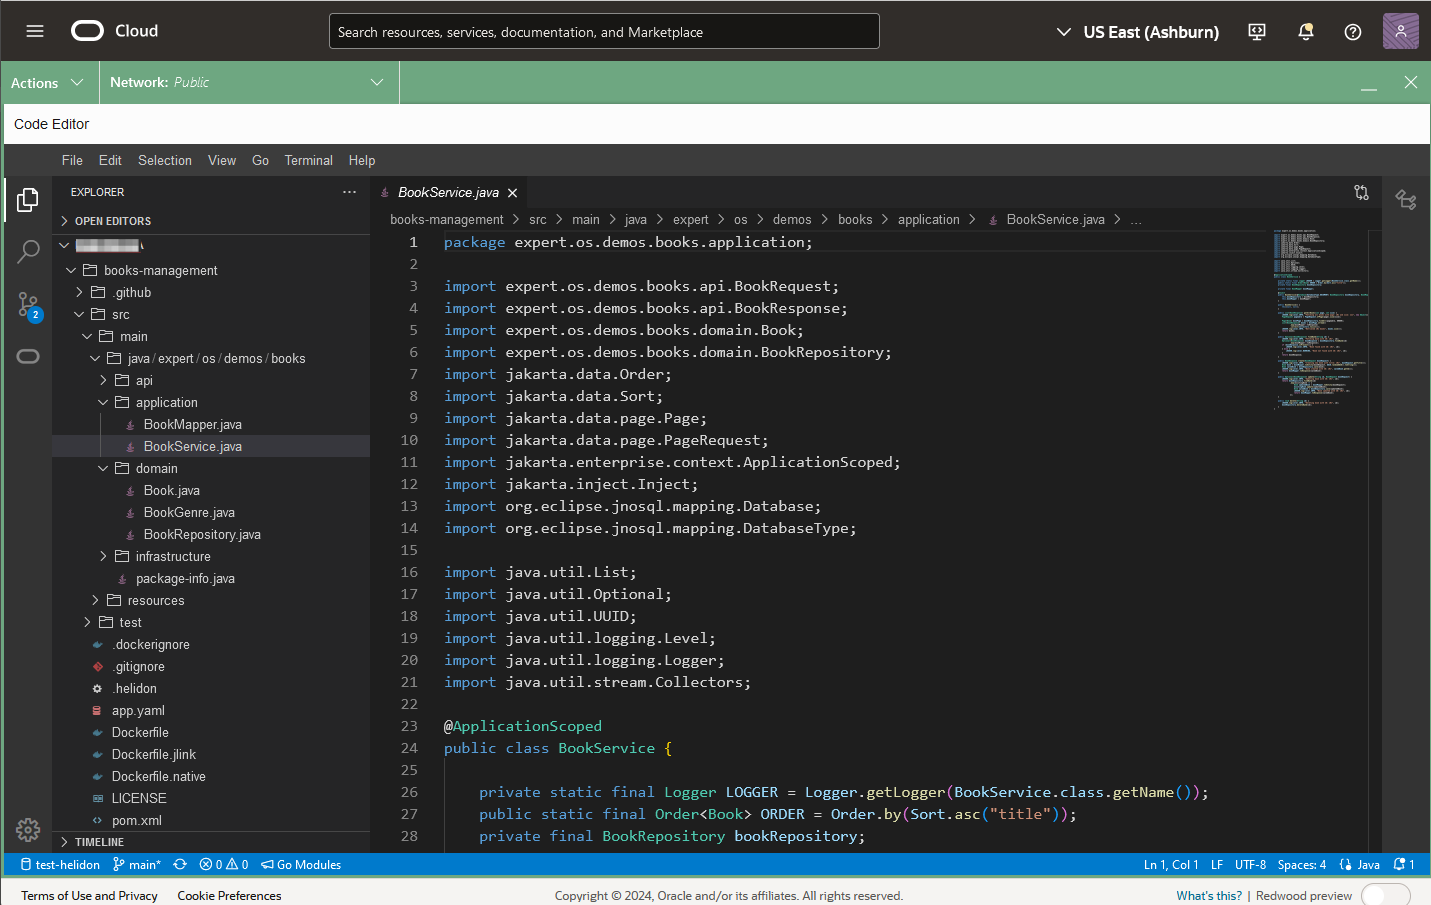 Cloud
Search resources, services, documentation, and Marketplace
US East (Ashburn)
Actions
Network: Public
Code Editor
File Edit Selection View Go Terminal Help
EXPLORER
OPEN EDITORS
\
books-management
.github
src
main
java / expert / os / demos / books
api
application
BookMapper.java
BookService.java
domain
Book.java
BookGenre.java
BookRepository.java
infrastructure
package-info.java
resources
test
.dockerignore
.gitignore
.helidon
app.yaml
Dockerfile
Dockerfile.jlink
Dockerfile.native
LICENSE
pom.xml
TIMELINE
2
BookService.java
books-management > src > main > java > expert > os > demos > books > application > BookService.java > ...
1 package expert.os.demos.books.application;
2
3 import expert.os.demos.books.api.BookRequest;
4 import expert.os.demos.books.api.BookResponse;
5 import expert.os.demos.books.domain.Book;
6 import expert.os.demos.books.domain.BookRepository;
7 import jakarta.data.Order;
8 import jakarta.data.Sort;
9 import jakarta.data.page.Page;
10 import jakarta.data.page.PageRequest;
11 import jakarta.enterprise.context.ApplicationScoped;
12 import jakarta.inject.Inject;
13 import org.eclipse.jnosql.mapping.Database;
14 import org.eclipse.jnosql.mapping.DatabaseType;
15
16 import java.util.List;
17 import java.util.Optional;
18 import java.util.UUID;
19 import java.util.logging.Level;
20 import java.util.logging.Logger;
21 import java.util.stream.Collectors;
22
23 @ApplicationScoped
24 public class BookService {
25
26 private static final Logger LOGGER = Logger.getLogger(BookService.class.getName());
27 public static final Order<Book> ORDER = Order.by(Sort.asc("title"));
28 private final BookRepository bookRepository;
test-helidon main* 0 0 Go Modules
Ln 1, Col 1 LF UTF-8 Spaces: 4 Java 1
Terms of Use and Privacy Cookie Preferences
Copyright © 2024, Oracle and/or its affiliates. All rights reserved.
What's this? | Redwood preview